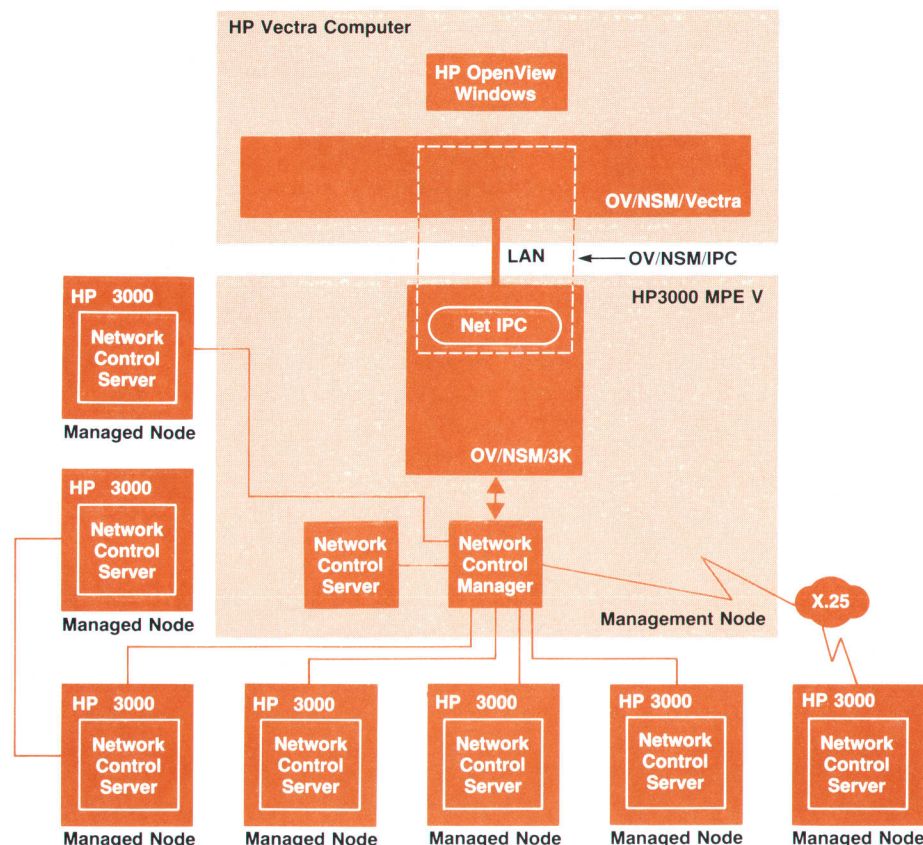 HP Vectra Computer
HP OpenView
Windows
OV/NSM/Vectra
LAN
OV/NSM/IPC
HP3000 MPE V
Net IPC
OV/NSM/3K
HP 3000
Network
Control
Server
Managed Node
HP 3000
Network
Control
Server
Managed Node
Network
Control
Server
Network
Control
Manager
Management Node
X.25
HP 3000
Network
Control
Server
Managed Node
HP 3000
Network
Control
Server
Managed Node
HP 3000
Network
Control
Server
Managed Node
HP 3000
Network
Control
Server
Managed Node
HP 3000
Network
Control
Server
Managed Node